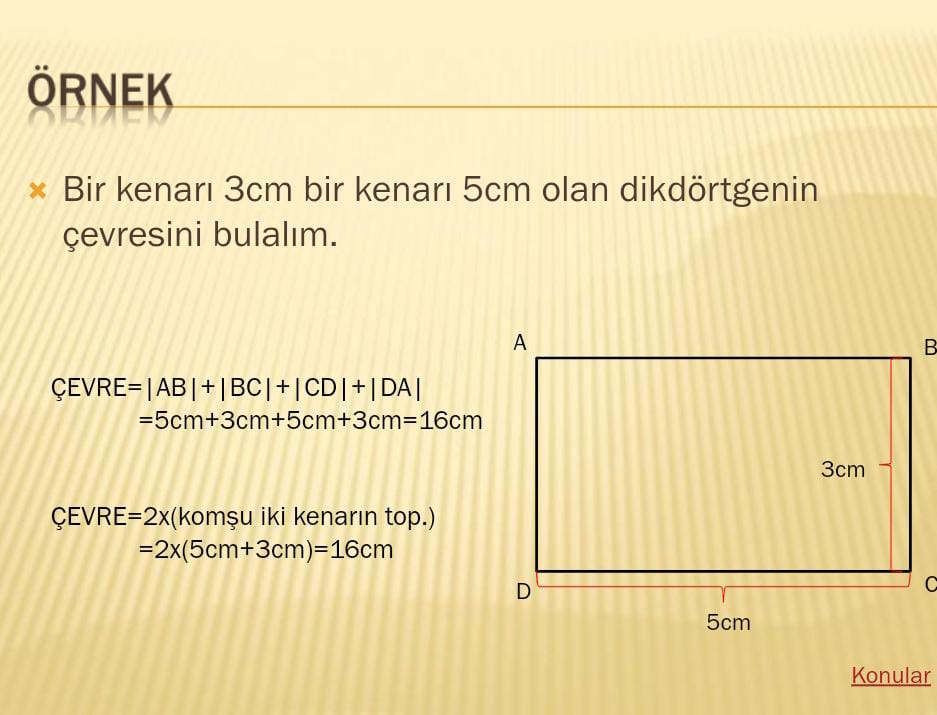 ÖRNEK
Bir kenarı 3cm bir kenarı 5cm olan dikdörtgenin
çevresini bulalım.
A
B
ÇEVRE=|AB|+|BC|+|CD|+|DA|
=5cm+3cm+5cm+3cm=16cm
3cm
ÇEVRE=2x(komşu iki kenarın top.)
=2x(5cm+3cm)=16cm
D
C
5cm
Konular